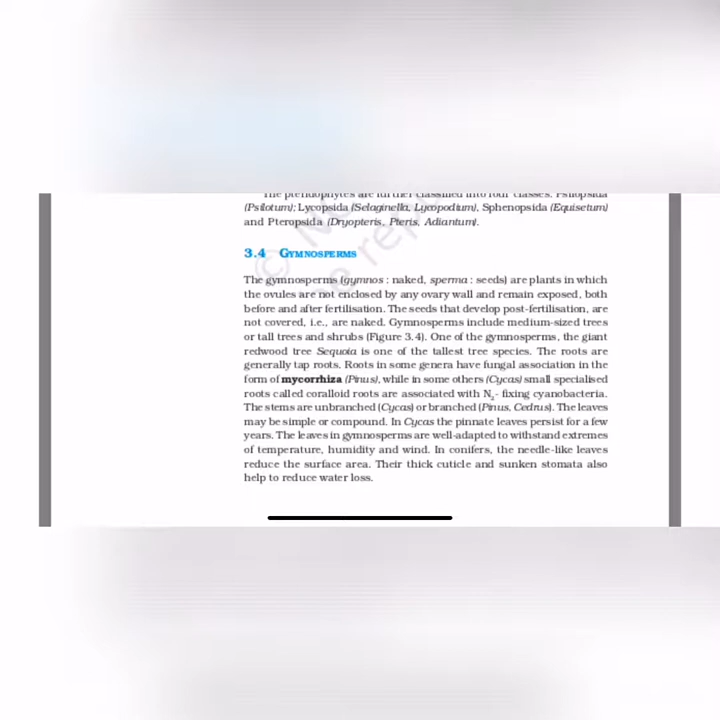 The pteridophytes are further classified into four classes: Psilopsida
(Psilotum); Lycopsida (Selaginella, Lycopodium), Sphenopsida (Equisetum)
and Pteropsida (Dryopteris, Pteris, Adiantum).
3.4 GYMNOSPERMS
The gymnosperms (gymnos : naked, sperma : seeds) are plants in which
the ovules are not enclosed by any ovary wall and remain exposed, both
before and after fertilisation. The seeds that develop post-fertilisation, are
not covered, i.e., are naked. Gymnosperms include medium-sized trees
or tall trees and shrubs (Figure 3.4). One of the gymnosperms, the giant
redwood tree Sequoia is one of the tallest tree species. The roots are
generally tap roots. Roots in some genera have fungal association in the
form of mycorrhiza (Pinus), while in some others (Cycas) small specialised
roots called coralloid roots are associated with N₂- fixing cyanobacteria.
The stems are unbranched (Cycas) or branched (Pinus, Cedrus). The leaves
may be simple or compound. In Cycas the pinnate leaves persist for a few
years. The leaves in gymnosperms are well-adapted to withstand extremes
of temperature, humidity and wind. In conifers, the needle-like leaves
reduce the surface area. Their thick cuticle and sunken stomata also
help to reduce water loss.